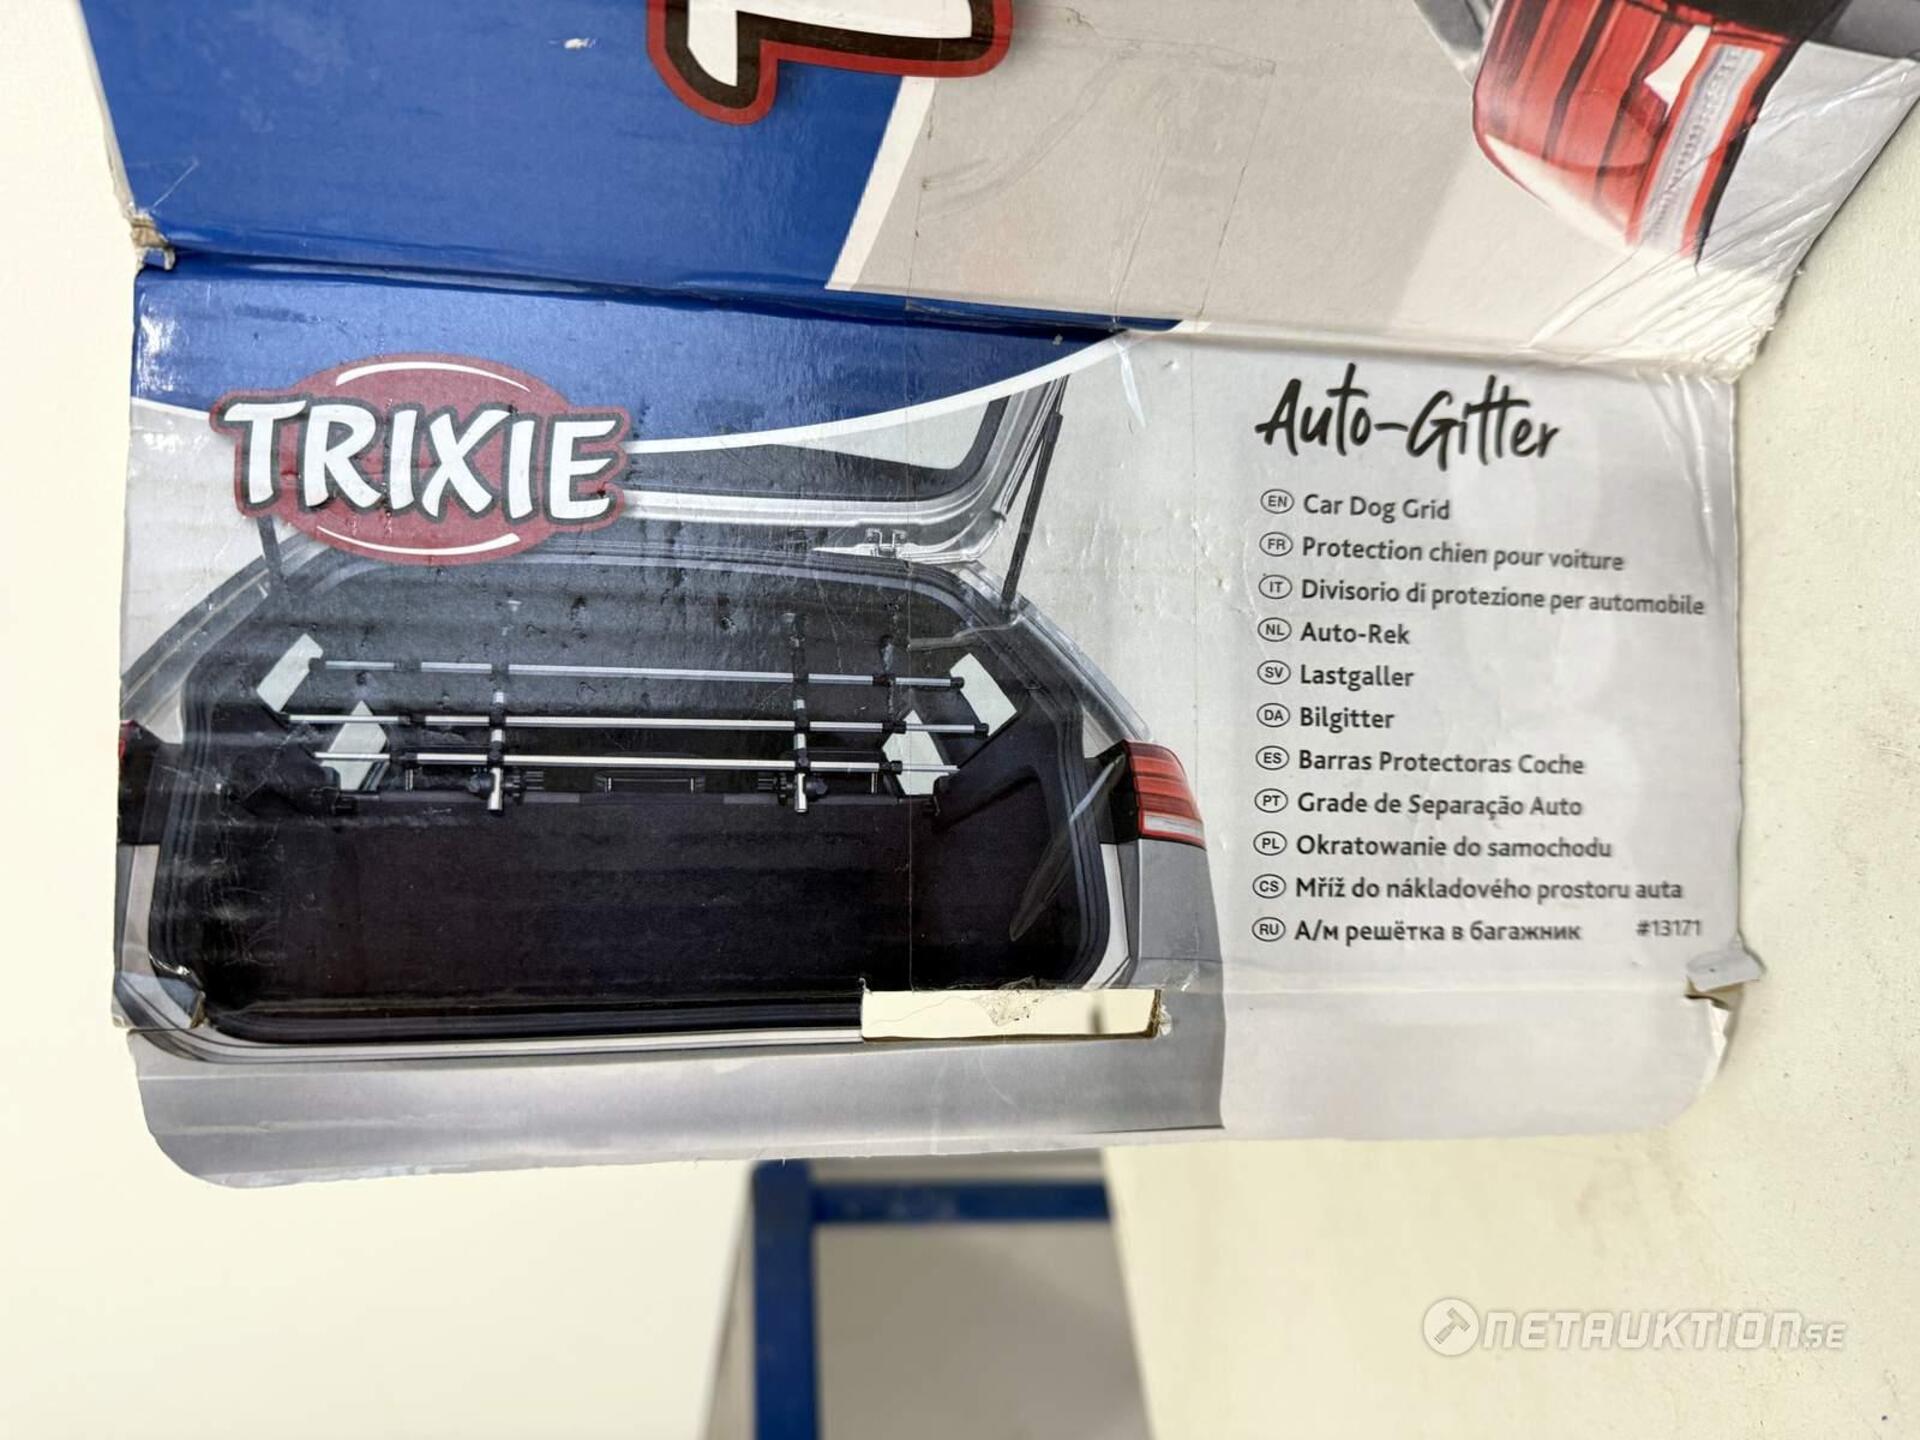 TRIXIE
Auto-Gitter
EN Car Dog Grid
FR Protection chien pour voiture
IT Divisorio di protezione per automobile
NL Auto-Rek
SV Lastgaller
DA Bilgitter
ES Barras Protectoras Coche
PT Grade de Separação Auto
PL Okratowanie do samochodu
CS Mříž do nákladového prostoru auta
RU А/м решётка в багажник #13171
NETAUKTION.SE